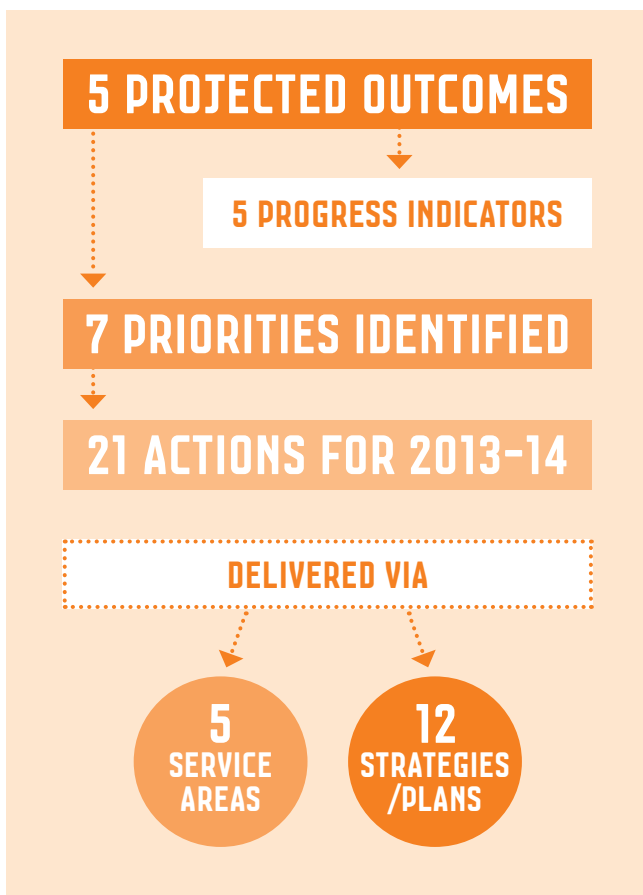 5 PROJECTED OUTCOMES
5 PROGRESS INDICATORS
7 PRIORITIES IDENTIFIED
21 ACTIONS FOR 2013-14
DELIVERED VIA
5
SERVICE
AREAS
12
STRATEGIES
/PLANS